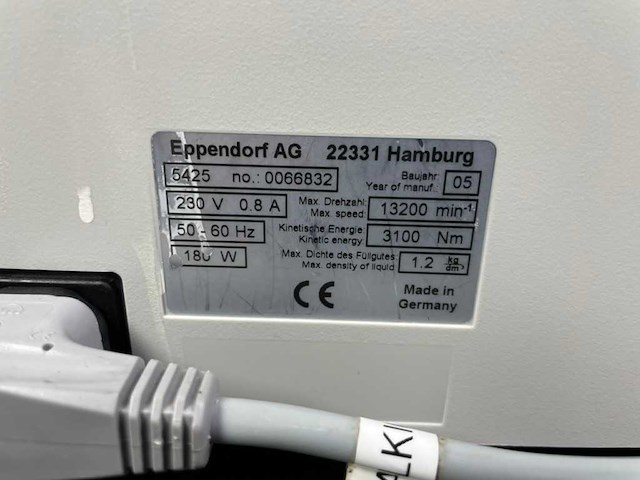 Eppendorf AG 22331 Hamburg
5425 no.: 0066832
Baujahr: 05
Year of manuf.:
230 V 0.8 A
Max. Drehzahl: 13200 min-1
Max. speed:
50 - 60 Hz
Kinetische Energie: 3100 Nm
Kinetic energy:
180 W
Max. Dichte des Füllgutes 1.2 kg/dm³
Max. density of liquid:
CE
Made in
Germany